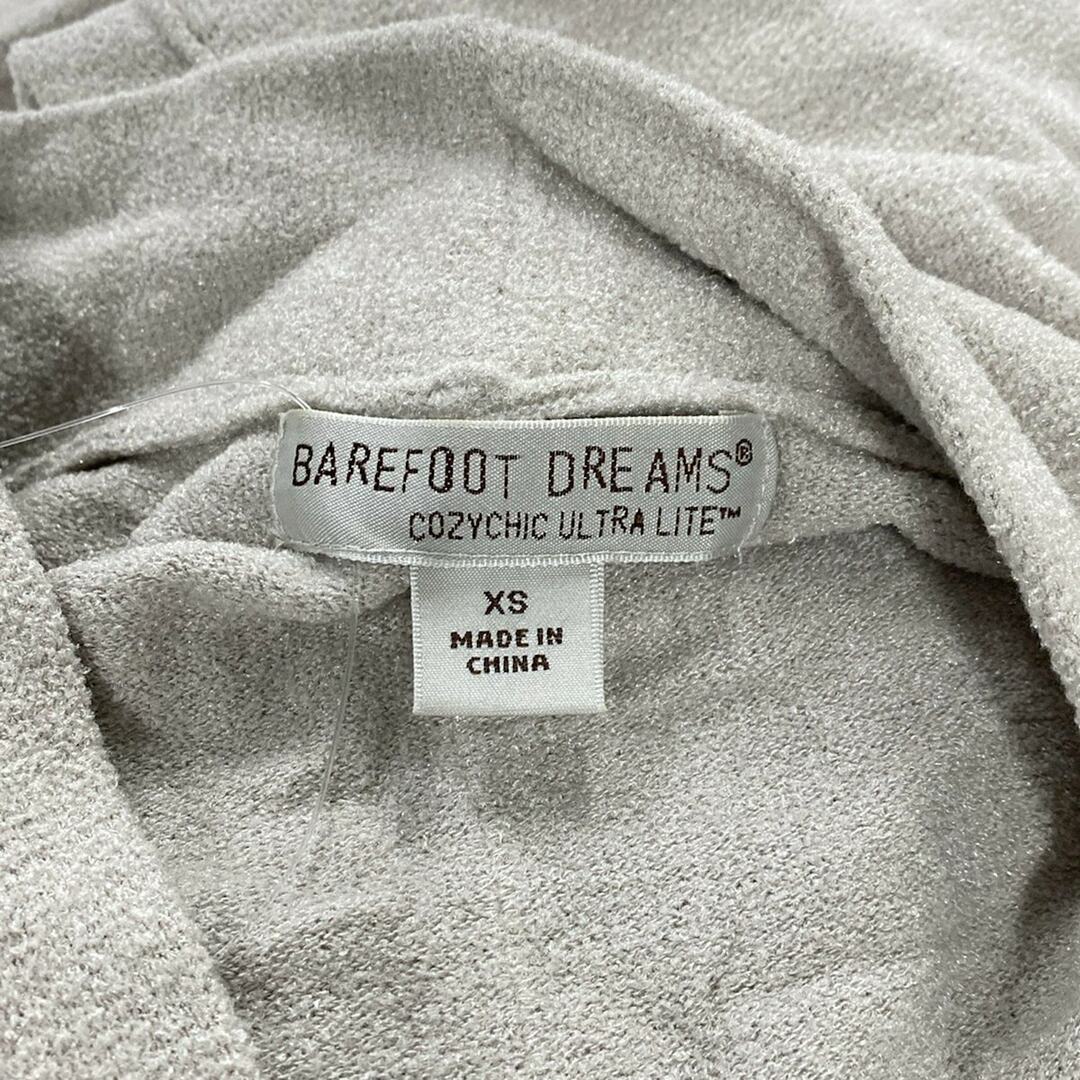 BAREFOOT DREAMS®
COZYCHIC ULTRA LITE™
XS
MADE IN
CHINA